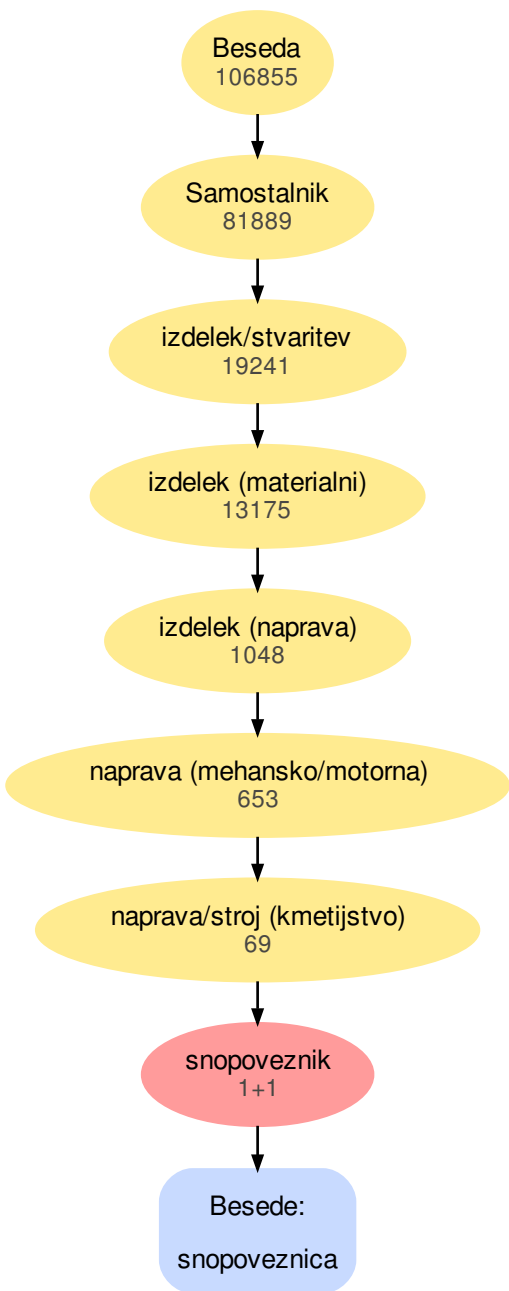 Beseda
106855
Samostalnik
81889
izdelek/stvaritev
19241
izdelek (materialni)
13175
izdelek (naprava)
1048
naprava (mehansko/motorna)
653
naprava/stroj (kmetijstvo)
69
snopoveznik
1+1
Besede:
snopoveznica